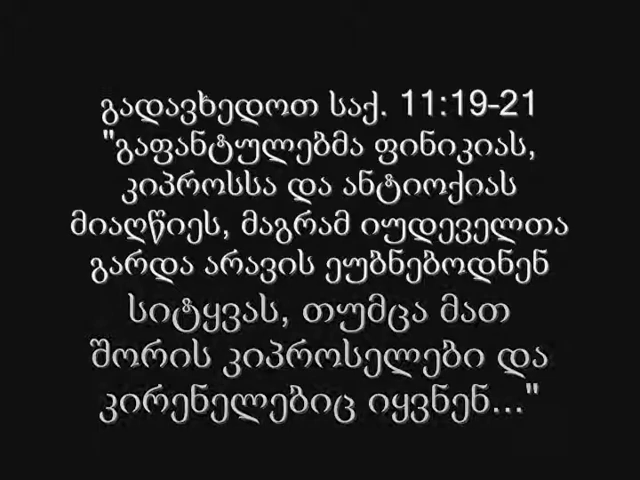 გადავხედოთ საქ. 11:19-21
"გაფანტულებმა ფინიკიას,
კიპროსსა და ანტიოქიას
მიაღწიეს, მაგრამ იუდეველთა
გარდა არავის ეუბნებოდნენ
სიტყვას, თუმცა მათ
შორის კიპროსელები და
კირენელებიც იყვნენ..."